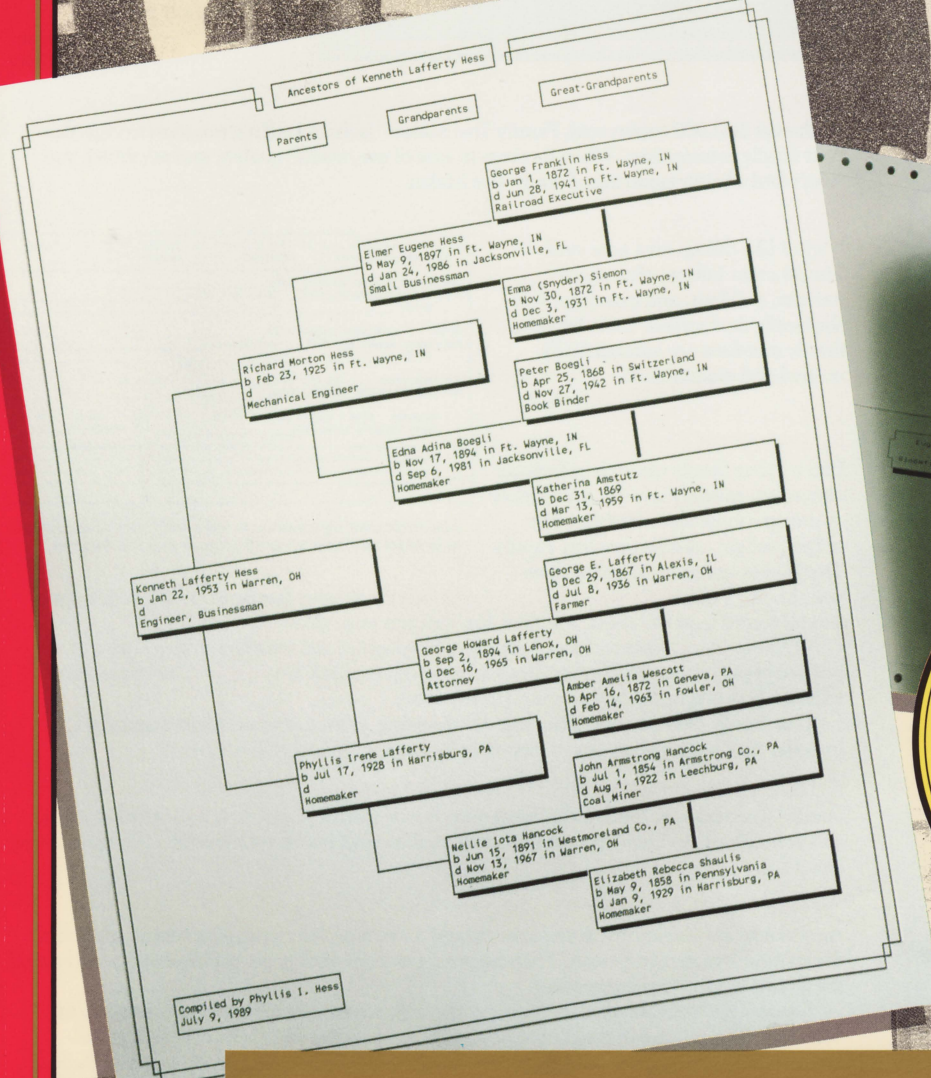 Ancestors of Kenneth Lafferty Hess
Parents
Grandparents
Great-Grandparents
George Franklin Hess
b Jan 1, 1872 in Ft. Wayne, IN
d Jun 28, 1941 in Ft. Wayne, IN
Railroad Executive
Elmer Eugene Hess
b May 9, 1897 in Ft. Wayne, IN
d Jan 24, 1986 in Jacksonville, FL
Small Businessman
Emma (Snyder) Siemon
b Nov 30, 1872 in Ft. Wayne, IN
d Dec 3, 1931 in Ft. Wayne, IN
Homemaker
Richard Morton Hess
b Feb 23, 1925 in Ft. Wayne, IN
d
Mechanical Engineer
Peter Boegli
b Apr 25, 1868 in Switzerland
d Nov 27, 1942 in Ft. Wayne, IN
Book Binder
Edna Adina Boegli
b Nov 17, 1894 in Ft. Wayne, IN
d Sep 6, 1981 in Jacksonville, FL
Homemaker
Katherina Amstutz
b Dec 31, 1869
d Mar 13, 1959 in Ft. Wayne, IN
Homemaker
Kenneth Lafferty Hess
b Jan 22, 1953 in Warren, OH
d
Engineer, Businessman
George E. Lafferty
b Dec 29, 1867 in Alexis, IL
d Jul 8, 1936 in Warren, OH
Farmer
George Howard Lafferty
b Sep 2, 1894 in Lenox, OH
d Dec 16, 1965 in Warren, OH
Attorney
Amber Amelia Wescott
b Apr 16, 1872 in Geneva, PA
d Feb 14, 1963 in Fowler, OH
Homemaker
Phyllis Irene Lafferty
b Jul 17, 1928 in Harrisburg, PA
d
Homemaker
John Armstrong Hancock
b Jul 1, 1854 in Armstrong Co., PA
d Aug 1, 1922 in Leechburg, PA
Coal Miner
Nellie Iota Hancock
b Jun 15, 1891 in Westmoreland Co., PA
d Nov 13, 1967 in Warren, OH
Homemaker
Elizabeth Rebecca Shaulis
b May 9, 1858 in Pennsylvania
d Jan 9, 1929 in Harrisburg, PA
Homemaker
Compiled by Phyllis I. Hess
July 9, 1989